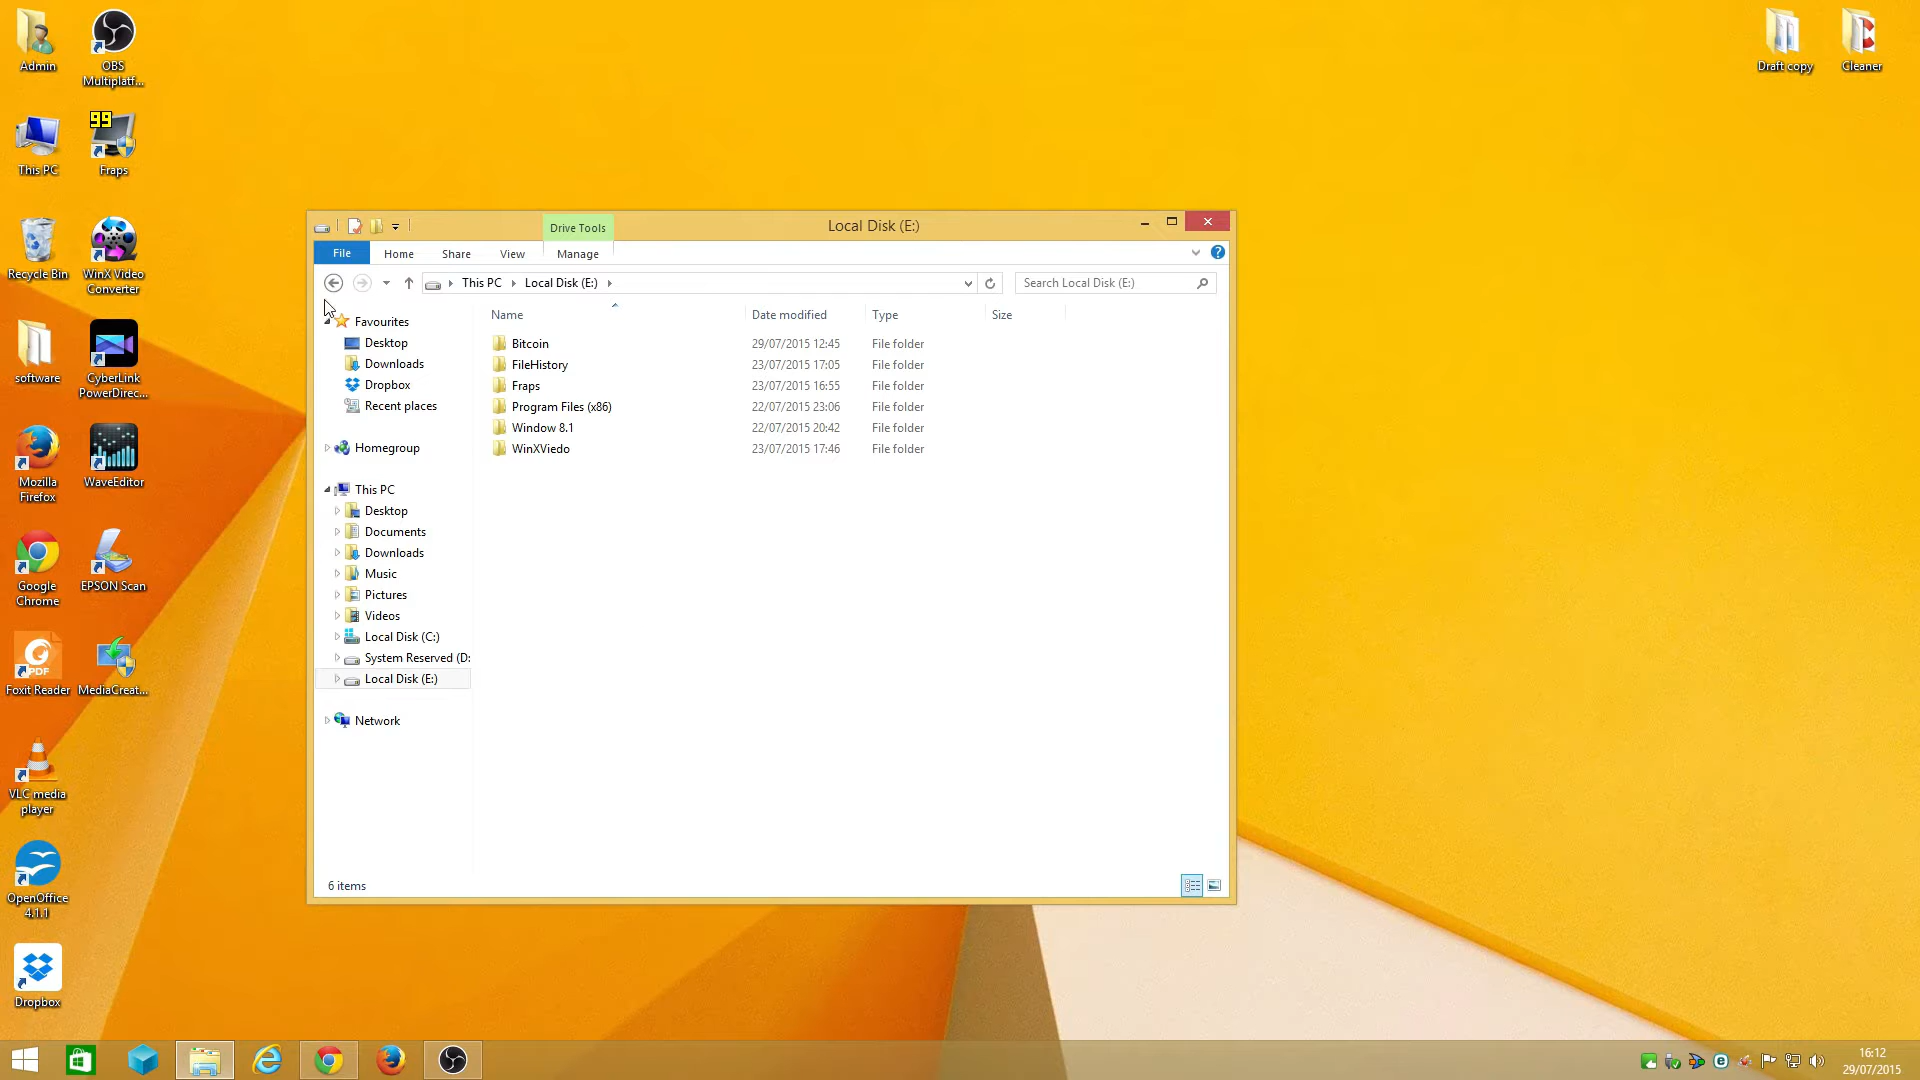 Admin
OBS
Multiplatf...
Draft copy
Cleaner
99
This PC
Fraps
Recycle Bin
WinX Video
Converter
software
CyberLink
PowerDirec...
Mozilla
Firefox
WaveEditor
Google
Chrome
EPSON Scan
PDF
Foxit Reader
MediaCreat...
VLC media
player
OpenOffice
4.1.1
Dropbox
Drive Tools
Local Disk (E:)
File
Home
Share
View
Manage
This PC
Local Disk (E:)
Search Local Disk (E:)
Favourites
Desktop
Downloads
Dropbox
Recent places
Homegroup
This PC
Desktop
Documents
Downloads
Music
Pictures
Videos
Local Disk (C:)
System Reserved (D:
Local Disk (E:)
Network
Name Date modified Type Size
Bitcoin 29/07/2015 12:45 File folder
FileHistory 23/07/2015 17:05 File folder
Fraps 23/07/2015 16:55 File folder
Program Files (x86) 22/07/2015 23:06 File folder
Window 8.1 22/07/2015 20:42 File folder
WinXViedo 23/07/2015 17:46 File folder
6 items
16:12
29/07/2015